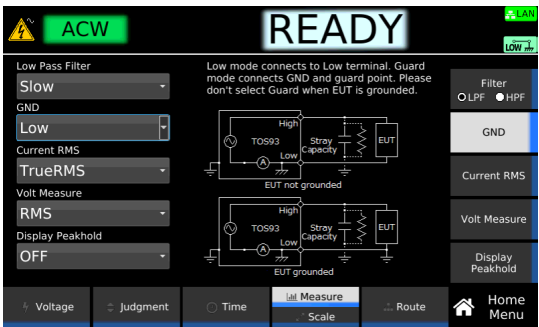 ACW
READY
LAN
LOW
Low Pass Filter
Slow
GND
Low
Current RMS
TrueRMS
Volt Measure
RMS
Display Peakhold
OFF
Low mode connects to Low terminal. Guard
mode connects GND and guard point. Please
don't select Guard when EUT is grounded.
High
TOS93
Stray
Capacity
EUT
Low
A
EUT not grounded
High
TOS93
Stray
Capacity
EUT
Low
A
EUT grounded
Filter
LPF HPF
GND
Current RMS
Volt Measure
Display
Peakhold
Voltage
Judgment
Time
Measure
Scale
Route
Home
Menu